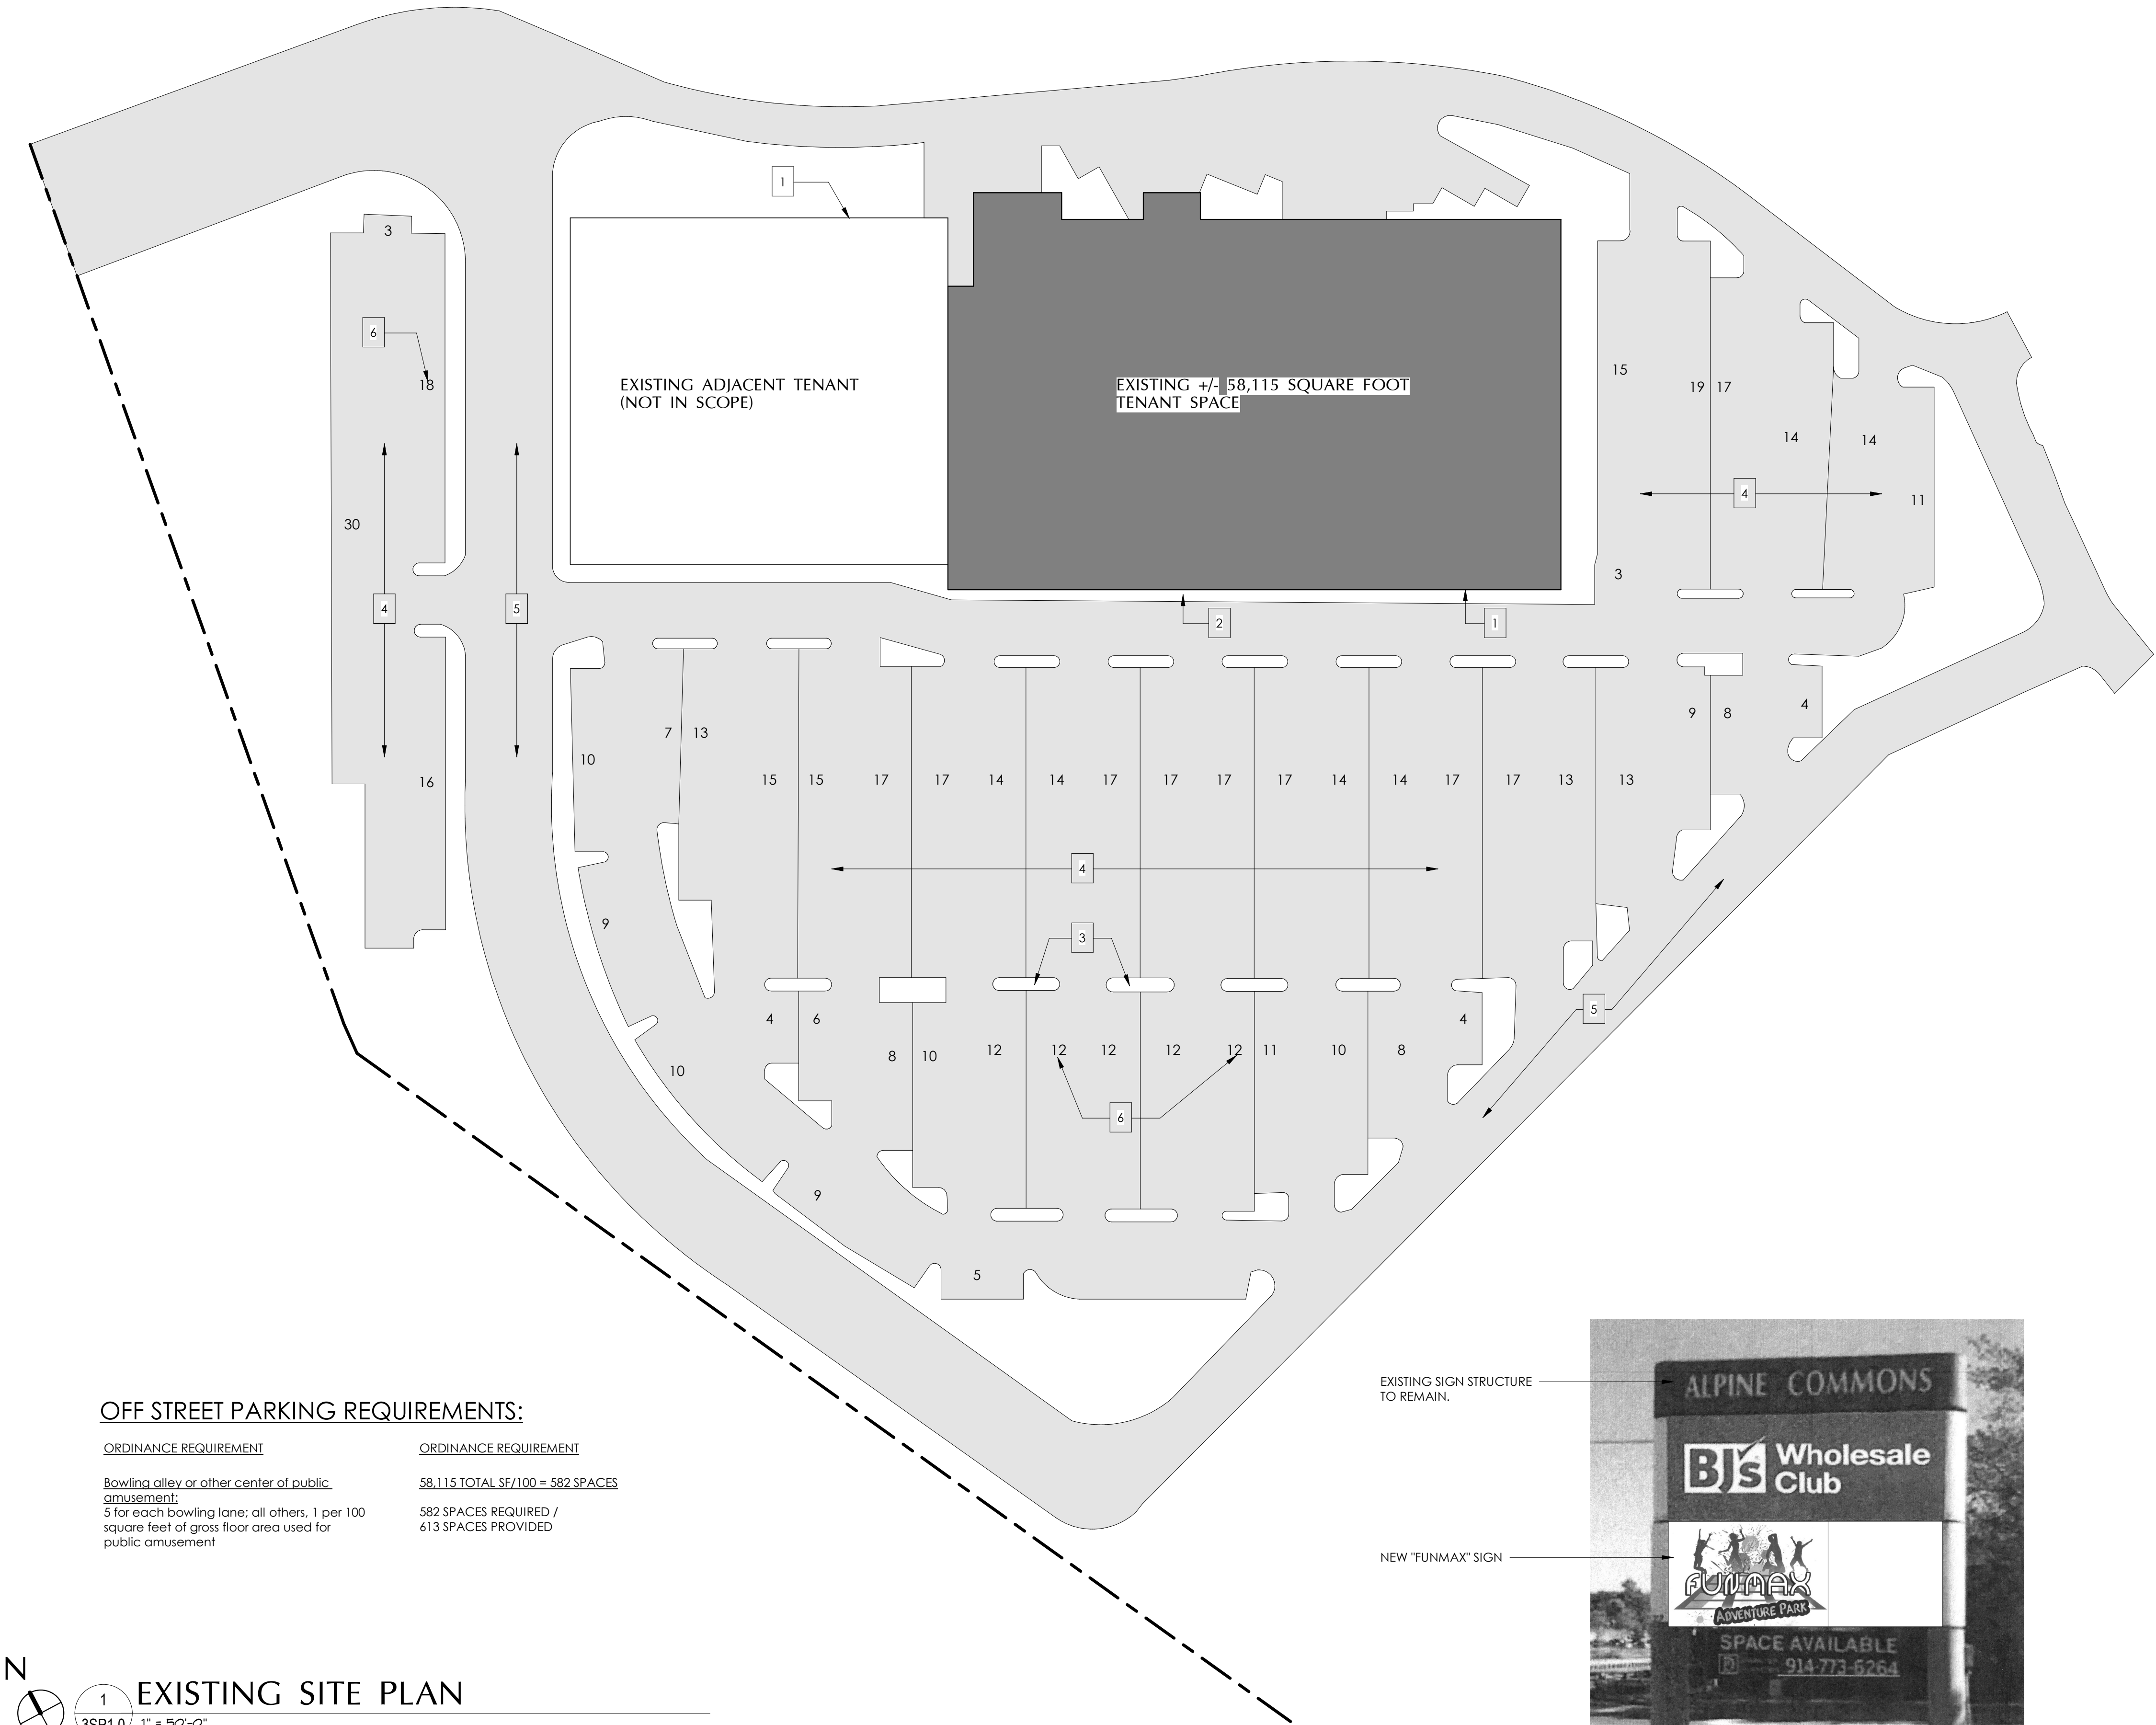 1
3
6
18
EXISTING ADJACENT TENANT
(NOT IN SCOPE)
EXISTING +/- 58,115 SQUARE FOOT
TENANT SPACE
15
19 17
14
14
4
11
30
3
4
5
2
1
16
10
7 13
15 15 17 17 14 14 17 17 17 17 14 14 17 17 13 13
9 8
4
4
9
3
5
4 6
4
10
8 10 12 12 12 12 12 11 10 8
6
9
5
OFF STREET PARKING REQUIREMENTS:
ORDINANCE REQUIREMENT
Bowling alley or other center of public
amusement:
5 for each bowling lane; all others, 1 per 100
square feet of gross floor area used for
public amusement
ORDINANCE REQUIREMENT
58,115 TOTAL SF/100 = 582 SPACES
582 SPACES REQUIRED /
613 SPACES PROVIDED
EXISTING SIGN STRUCTURE
TO REMAIN.
NEW "FUNMAX" SIGN
ALPINE COMMONS
BJ's Wholesale
Club
FUNMAX
ADVENTURE PARK
SPACE AVAILABLE
914-773-6264
N
1
EXISTING SITE PLAN
3SP1.0
1" = 50'-0"